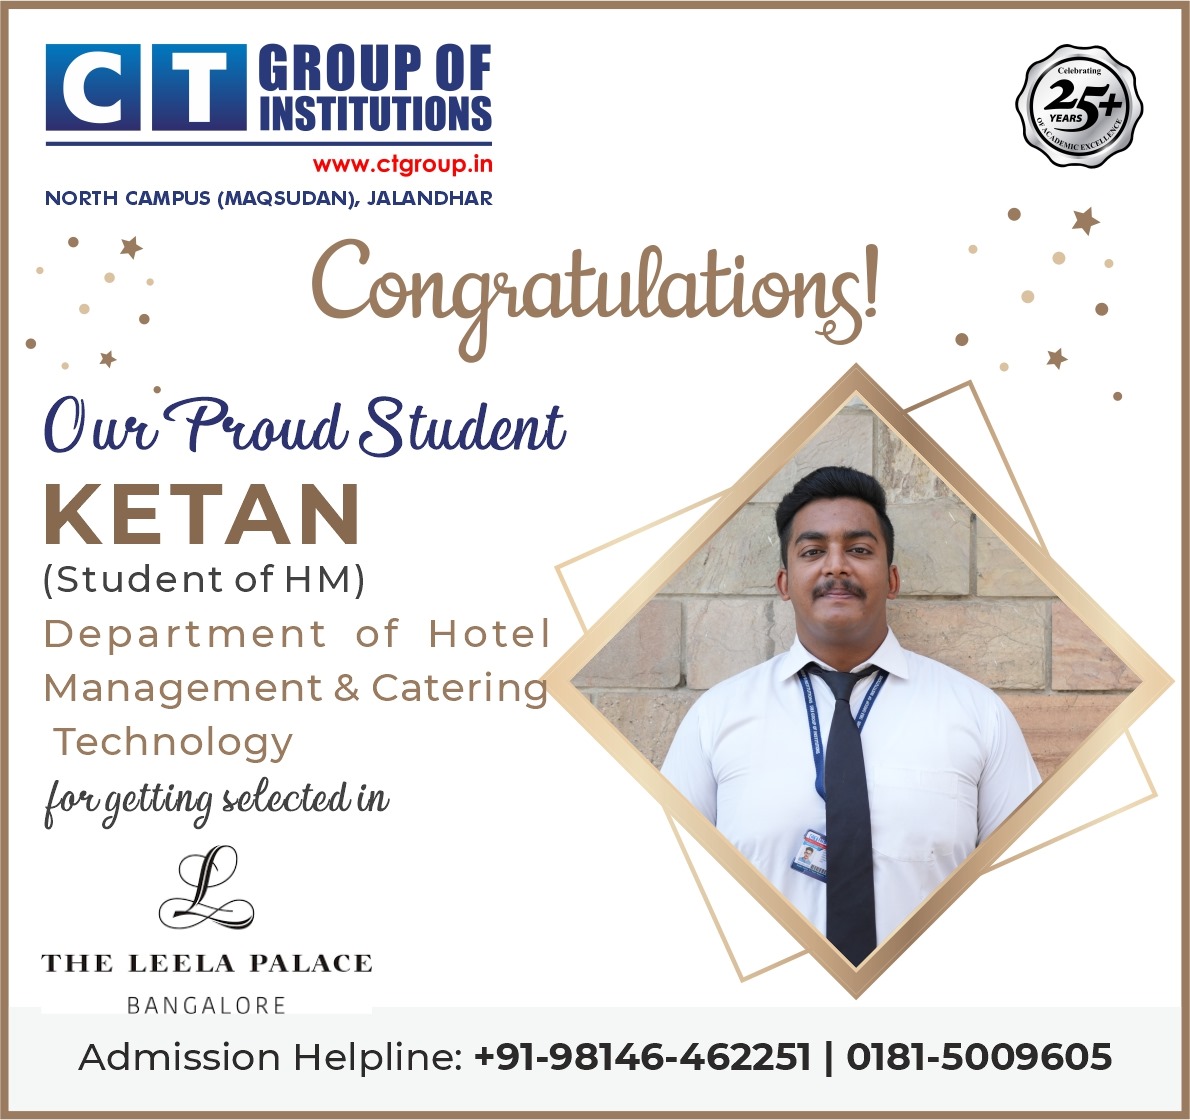 CT GROUP OF INSTITUTIONS
www.ctgroup.in
NORTH CAMPUS (MAQSUDAN), JALANDHAR
Celebrating
25+
YEARS
OF ACADEMIC EXCELLENCE
Congratulations!
Our Proud Student
KETAN
(Student of HM)
Department of Hotel
Management & Catering
Technology
for getting selected in
L
THE LEELA PALACE
BANGALORE
Admission Helpline: +91-98146-462251 | 0181-5009605